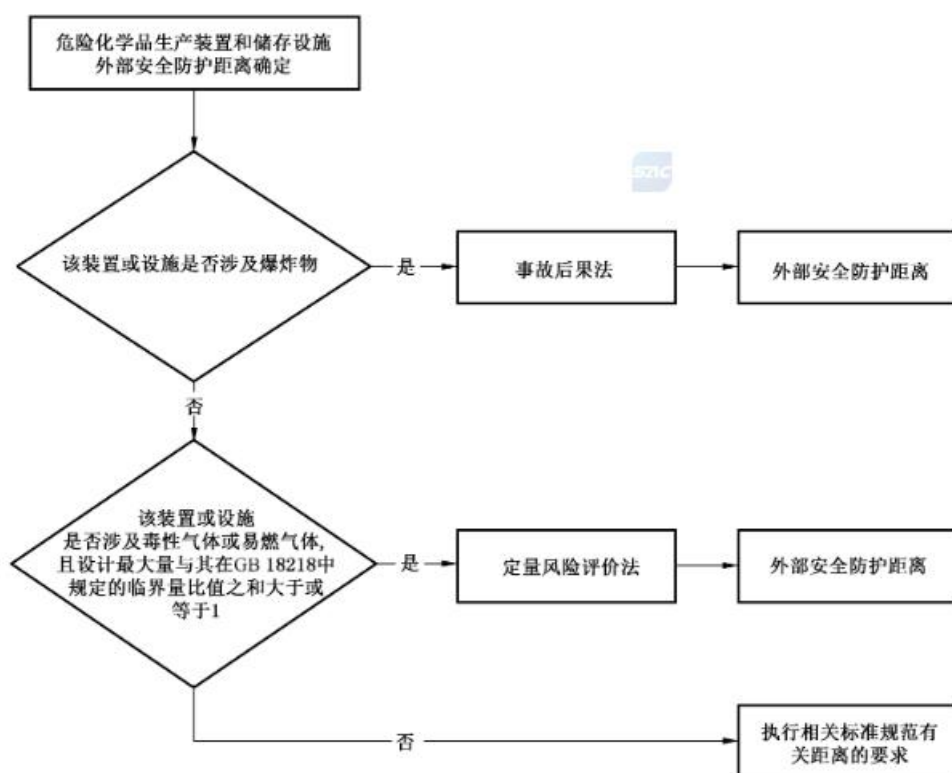 危险化学品生产装置和储存设施
外部安全防护距离确定
snc
该装置或设施是否涉及爆炸物
是
事故后果法
外部安全防护距离
否
该装置或设施
是否涉及毒性气体或易燃气体,
且设计最大量与其在GB 18218中
规定的临界量比值之和大于或
等于1
是
定量风险评价法
外部安全防护距离
否
执行相关标准规范有
关距离的要求